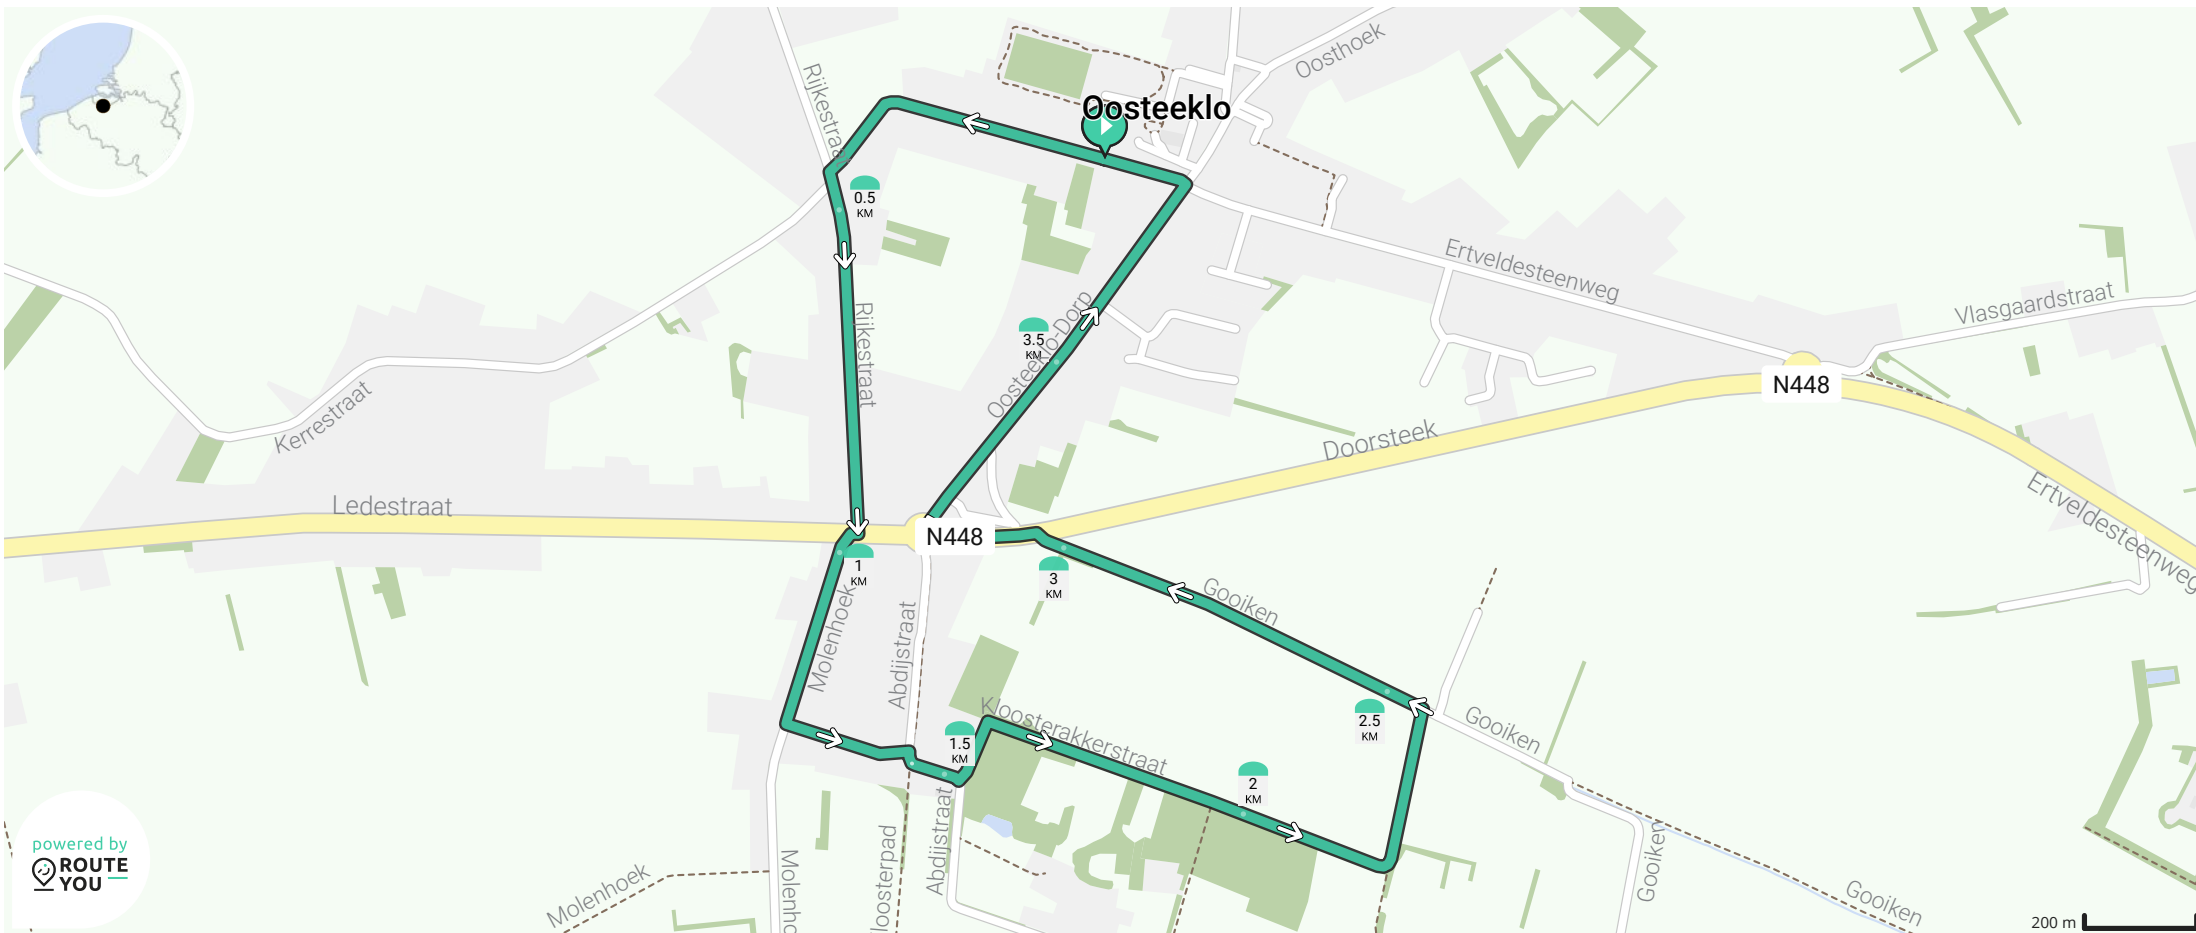 Oosthoek
Rijkestraat
Oosteeklo
0.5
KM
Ertveldesteenweg
Vlasgaardstraat
Rijkestraat
3.5
KM
Oosteeklo-Dorp
N448
Kerrestraat
Doorsteek
Ledestraat
Ertveldesteenweg
N448
1
KM
3
KM
Gooiken
Molenhoek
Abdijstraat
Kloosterakkerstraat
2.5
KM
Gooiken
1.5
KM
2
KM
powered by
ROUTE
YOU
Molenhoek
Molenho
loosterpad
Abdijstraat
Gooiken
Gooiken
200 m